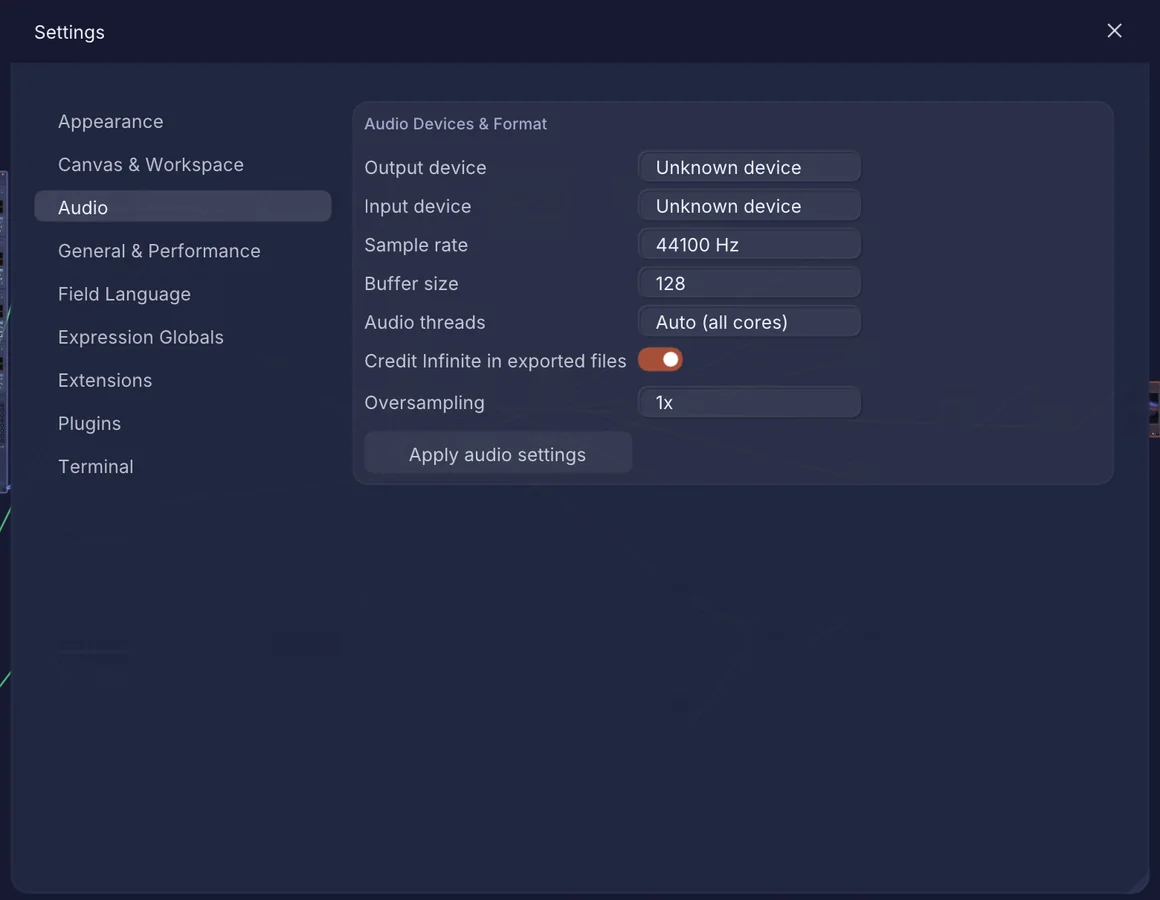 Settings
Appearance
Canvas & Workspace
Audio
General & Performance
Field Language
Expression Globals
Extensions
Plugins
Terminal
Audio Devices & Format
Output device Unknown device
Input device Unknown device
Sample rate 44100 Hz
Buffer size 128
Audio threads Auto (all cores)
Credit Infinite in exported files
Oversampling 1x
Apply audio settings